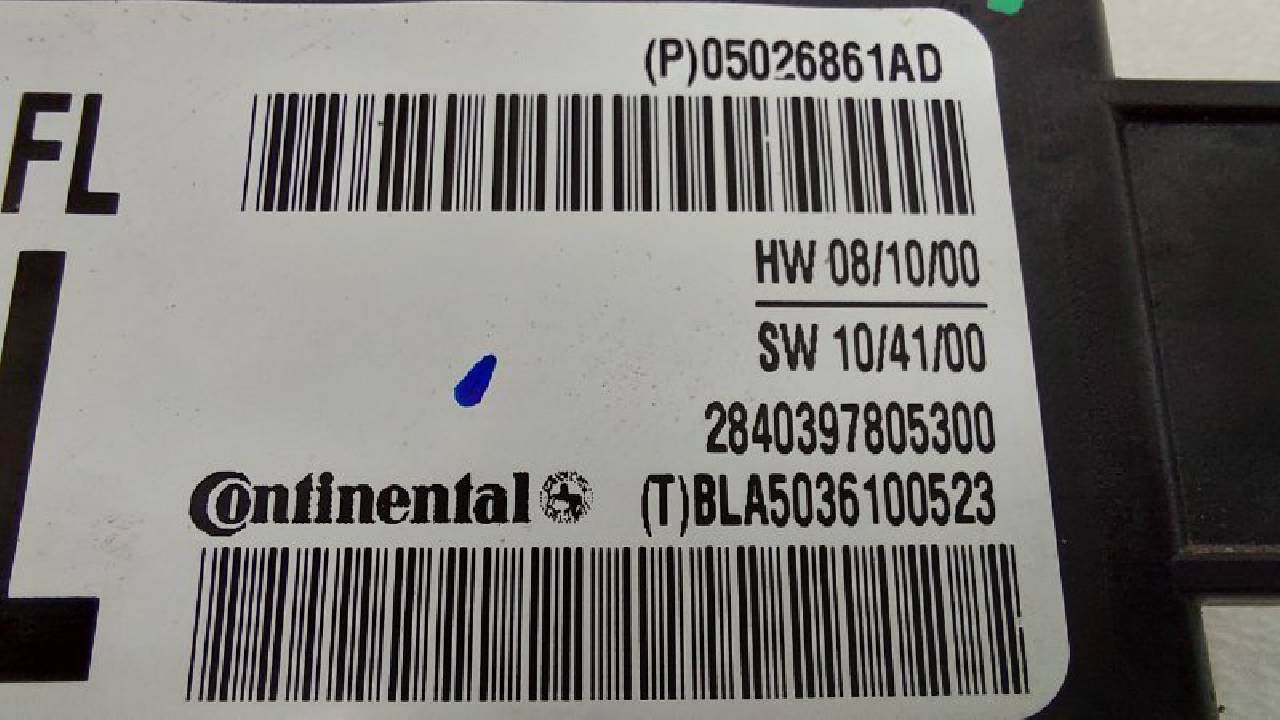 (P)05026861AD
FL
HW 08/10/00
SW 10/41/00
2840397805300
Continental (T)BLA5036100523
L